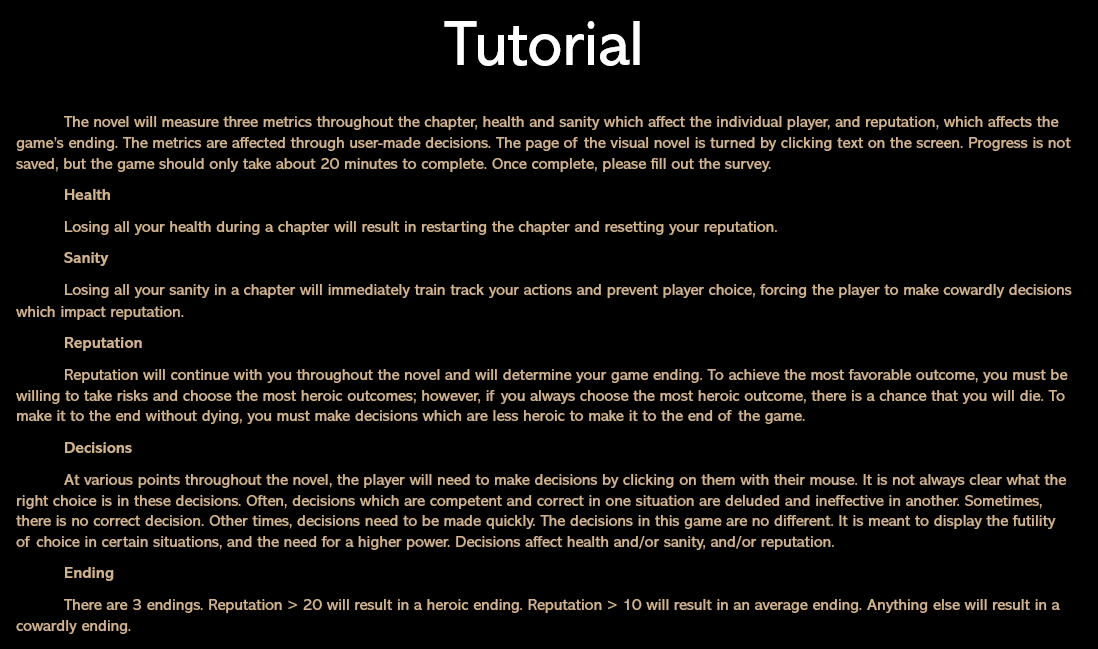 Tutorial
The novel will measure three metrics throughout the chapter, health and sanity which affect the individual player, and reputation, which affects the
game's ending. The metrics are affected through user-made decisions. The page of the visual novel is turned by clicking text on the screen. Progress is not
saved, but the game should only take about 20 minutes to complete. Once complete, please fill out the survey.
Health
Losing all your health during a chapter will result in restarting the chapter and resetting your reputation.
Sanity
Losing all your sanity in a chapter will immediately train track your actions and prevent player choice, forcing the player to make cowardly decisions
which impact reputation.
Reputation
Reputation will continue with you throughout the novel and will determine your game ending. To achieve the most favorable outcome, you must be
willing to take risks and choose the most heroic outcomes; however, if you always choose the most heroic outcome, there is a chance that you will die. To
make it to the end without dying, you must make decisions which are less heroic to make it to the end of the game.
Decisions
At various points throughout the novel, the player will need to make decisions by clicking on them with their mouse. It is not always clear what the
right choice is in these decisions. Often, decisions which are competent and correct in one situation are deluded and ineffective in another. Sometimes,
there is no correct decision. Other times, decisions need to be made quickly. The decisions in this game are no different. It is meant to display the futility
of choice in certain situations, and the need for a higher power. Decisions affect health and/or sanity, and/or reputation.
Ending
There are 3 endings. Reputation > 20 will result in a heroic ending. Reputation > 10 will result in an average ending. Anything else will result in a
cowardly ending.